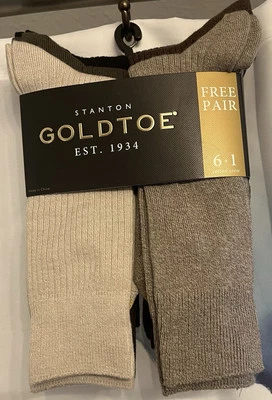 STANTON
GOLDTOE®
EST. 1934
FREE
PAIR
6+1